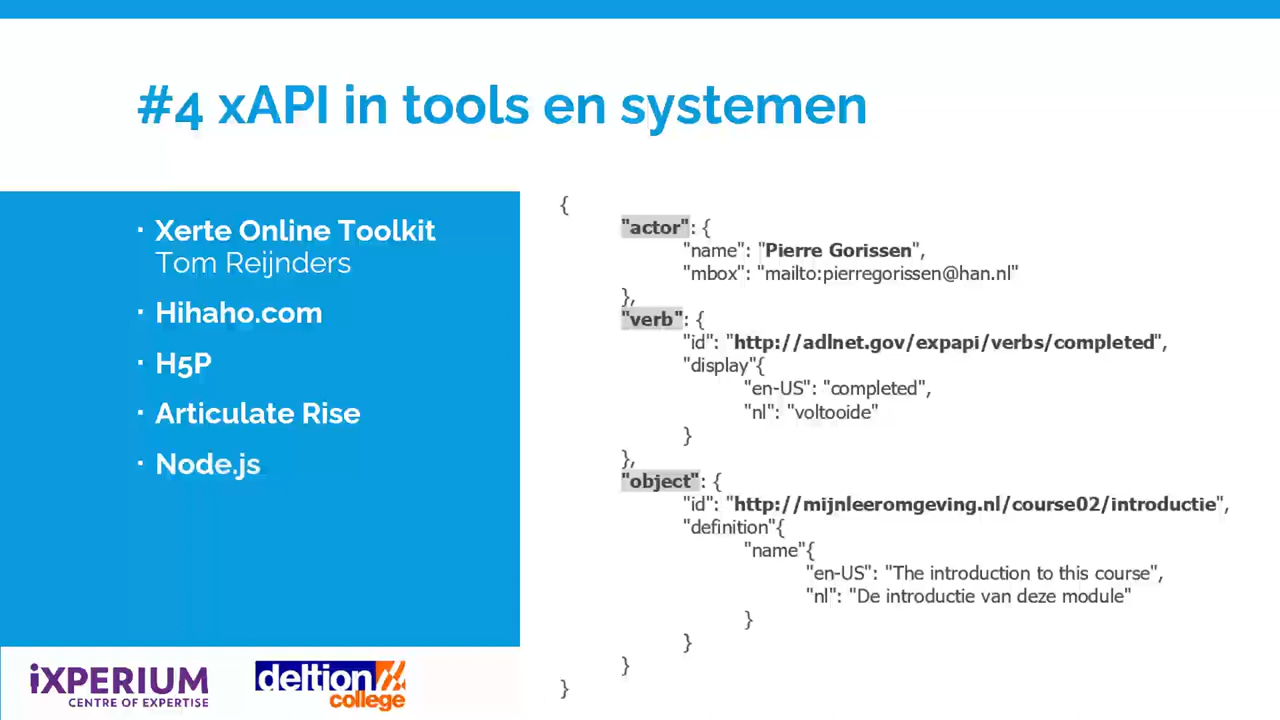 #4 xAPI in tools en systemen
· Xerte Online Toolkit
Tom Reijnders
· Hihaho.com
· H5P
· Articulate Rise
· Node.js
{
"actor": {
"name": "Pierre Gorissen",
"mbox": "mailto:pierregorissen@han.nl"
},
"verb": {
"id": "http://adlnet.gov/expapi/verbs/completed",
"display"{
"en-US": "completed",
"nl": "voltooide"
}
},
"object": {
"id": "http://mijnleeromgeving.nl/course02/introductie",
"definition"{
"name"{
"en-US": "The introduction to this course",
"nl": "De introductie van deze module"
}
}
}
}
iXPERIUM
CENTRE OF EXPERTISE
deltion
college